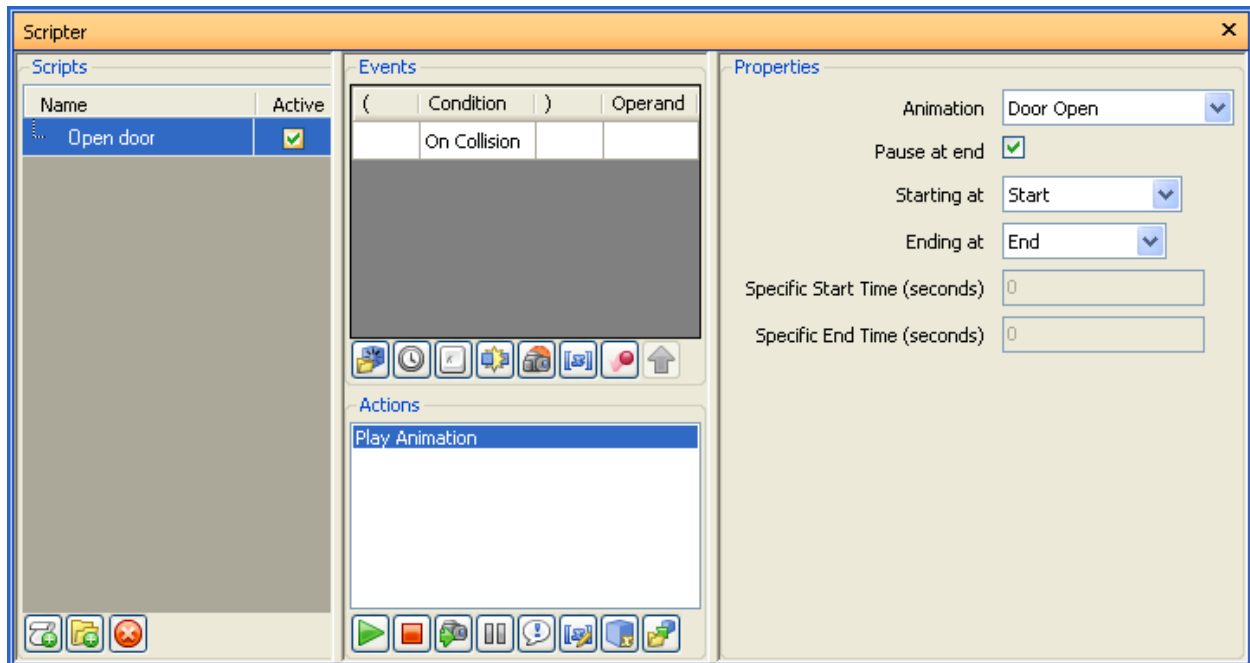 Scripter
Scripts
Name Active
Open door
Events
( Condition ) Operand
On Collision
Actions
Play Animation
Properties
Animation Door Open
Pause at end
Starting at Start
Ending at End
Specific Start Time (seconds) 0
Specific End Time (seconds) 0